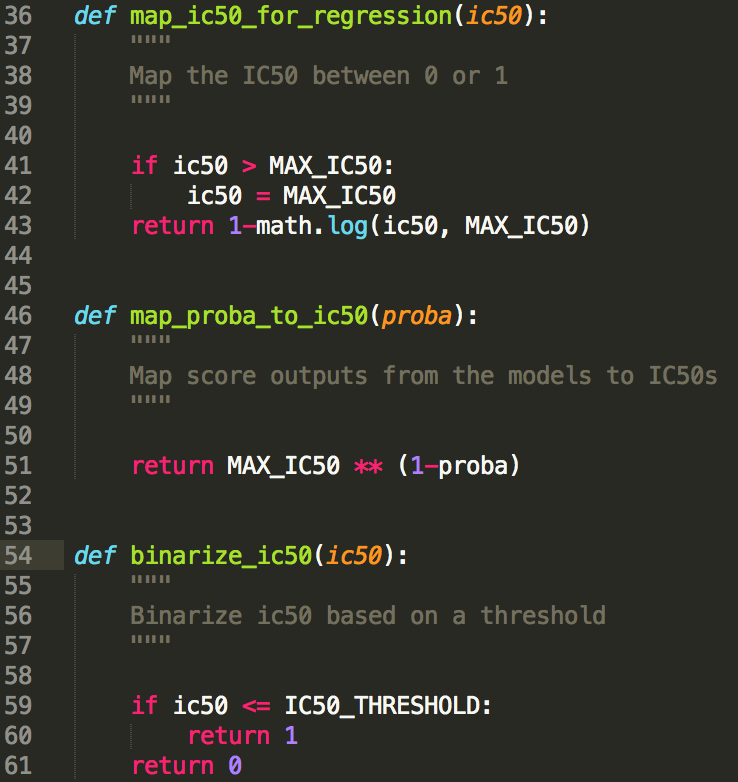 36 def map_ic50_for_regression(ic50):
37     """
38     Map the IC50 between 0 or 1
39     """
40
41     if ic50 > MAX_IC50:
42         ic50 = MAX_IC50
43     return 1-math.log(ic50, MAX_IC50)
44
45
46 def map_proba_to_ic50(proba):
47     """
48     Map score outputs from the models to IC50s
49     """
50
51     return MAX_IC50 ** (1-proba)
52
53
54 def binarize_ic50(ic50):
55     """
56     Binarize ic50 based on a threshold
57     """
58
59     if ic50 <= IC50_THRESHOLD:
60         return 1
61     return 0